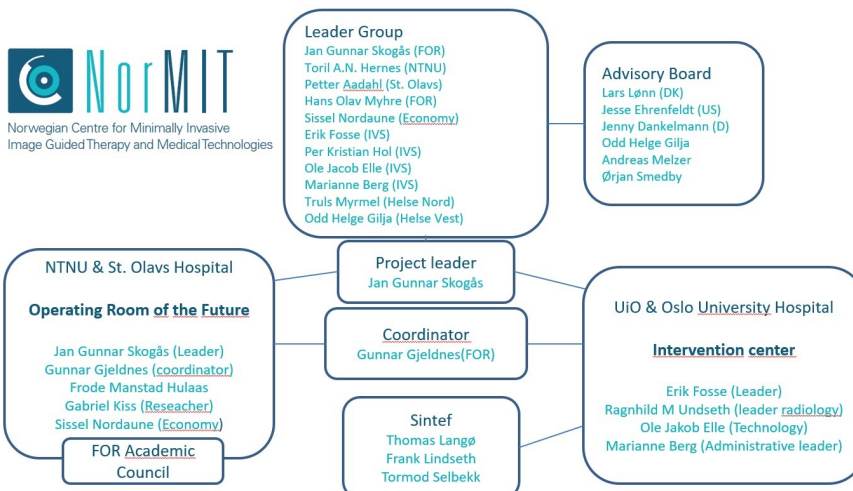 NorMIT
Norwegian Centre for Minimally Invasive
Image Guided Therapy and Medical Technologies
Leader Group
Jan Gunnar Skogås (FOR)
Toril A.N. Hernes (NTNU)
Petter Aadahl (St. Olavs)
Hans Olav Myhre (FOR)
Sissel Nordaune (Economy)
Erik Fosse (IVS)
Per Kristian Hol (IVS)
Ole Jacob Elle (IVS)
Marianne Berg (IVS)
Truls Myrmel (Helse Nord)
Odd Helge Gilja (Helse Vest)
Advisory Board
Lars Lønn (DK)
Jesse Ehrenfeldt (US)
Jenny Dankelmann (D)
Odd Helge Gilja
Andreas Melzer
Ørjan Smedby
Project leader
Jan Gunnar Skogås
NTNU & St. Olavs Hospital
Operating Room of the Future
Jan Gunnar Skogås (Leader)
Gunnar Gjeldnes (coordinator)
Frode Manstad Hulaas
Gabriel Kiss (Reseacher)
Sissel Nordaune (Economy)
FOR Academic
Council
Coordinator
Gunnar Gjeldnes(FOR)
Sintef
Thomas Langø
Frank Lindseth
Tormod Selbekk
UiO & Oslo University Hospital
Intervention center
Erik Fosse (Leader)
Ragnhild M Undseth (leader radiology)
Ole Jakob Elle (Technology)
Marianne Berg (Administrative leader)